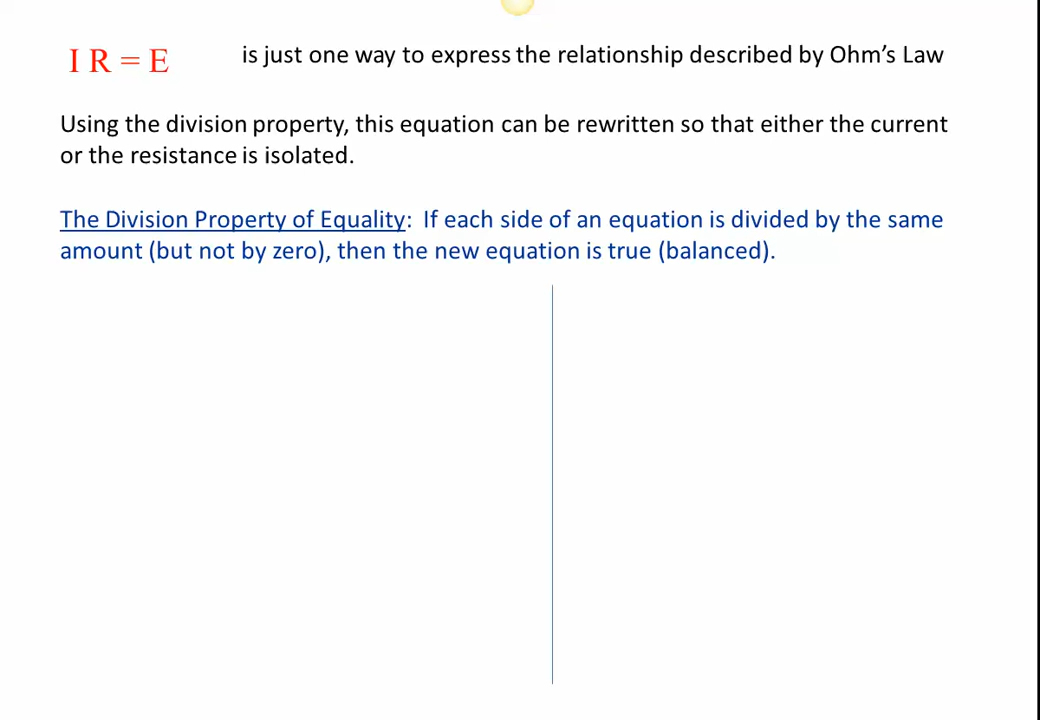 I R = E is just one way to express the relationship described by Ohm's Law
Using the division property, this equation can be rewritten so that either the current
or the resistance is isolated.
The Division Property of Equality: If each side of an equation is divided by the same
amount (but not by zero), then the new equation is true (balanced).